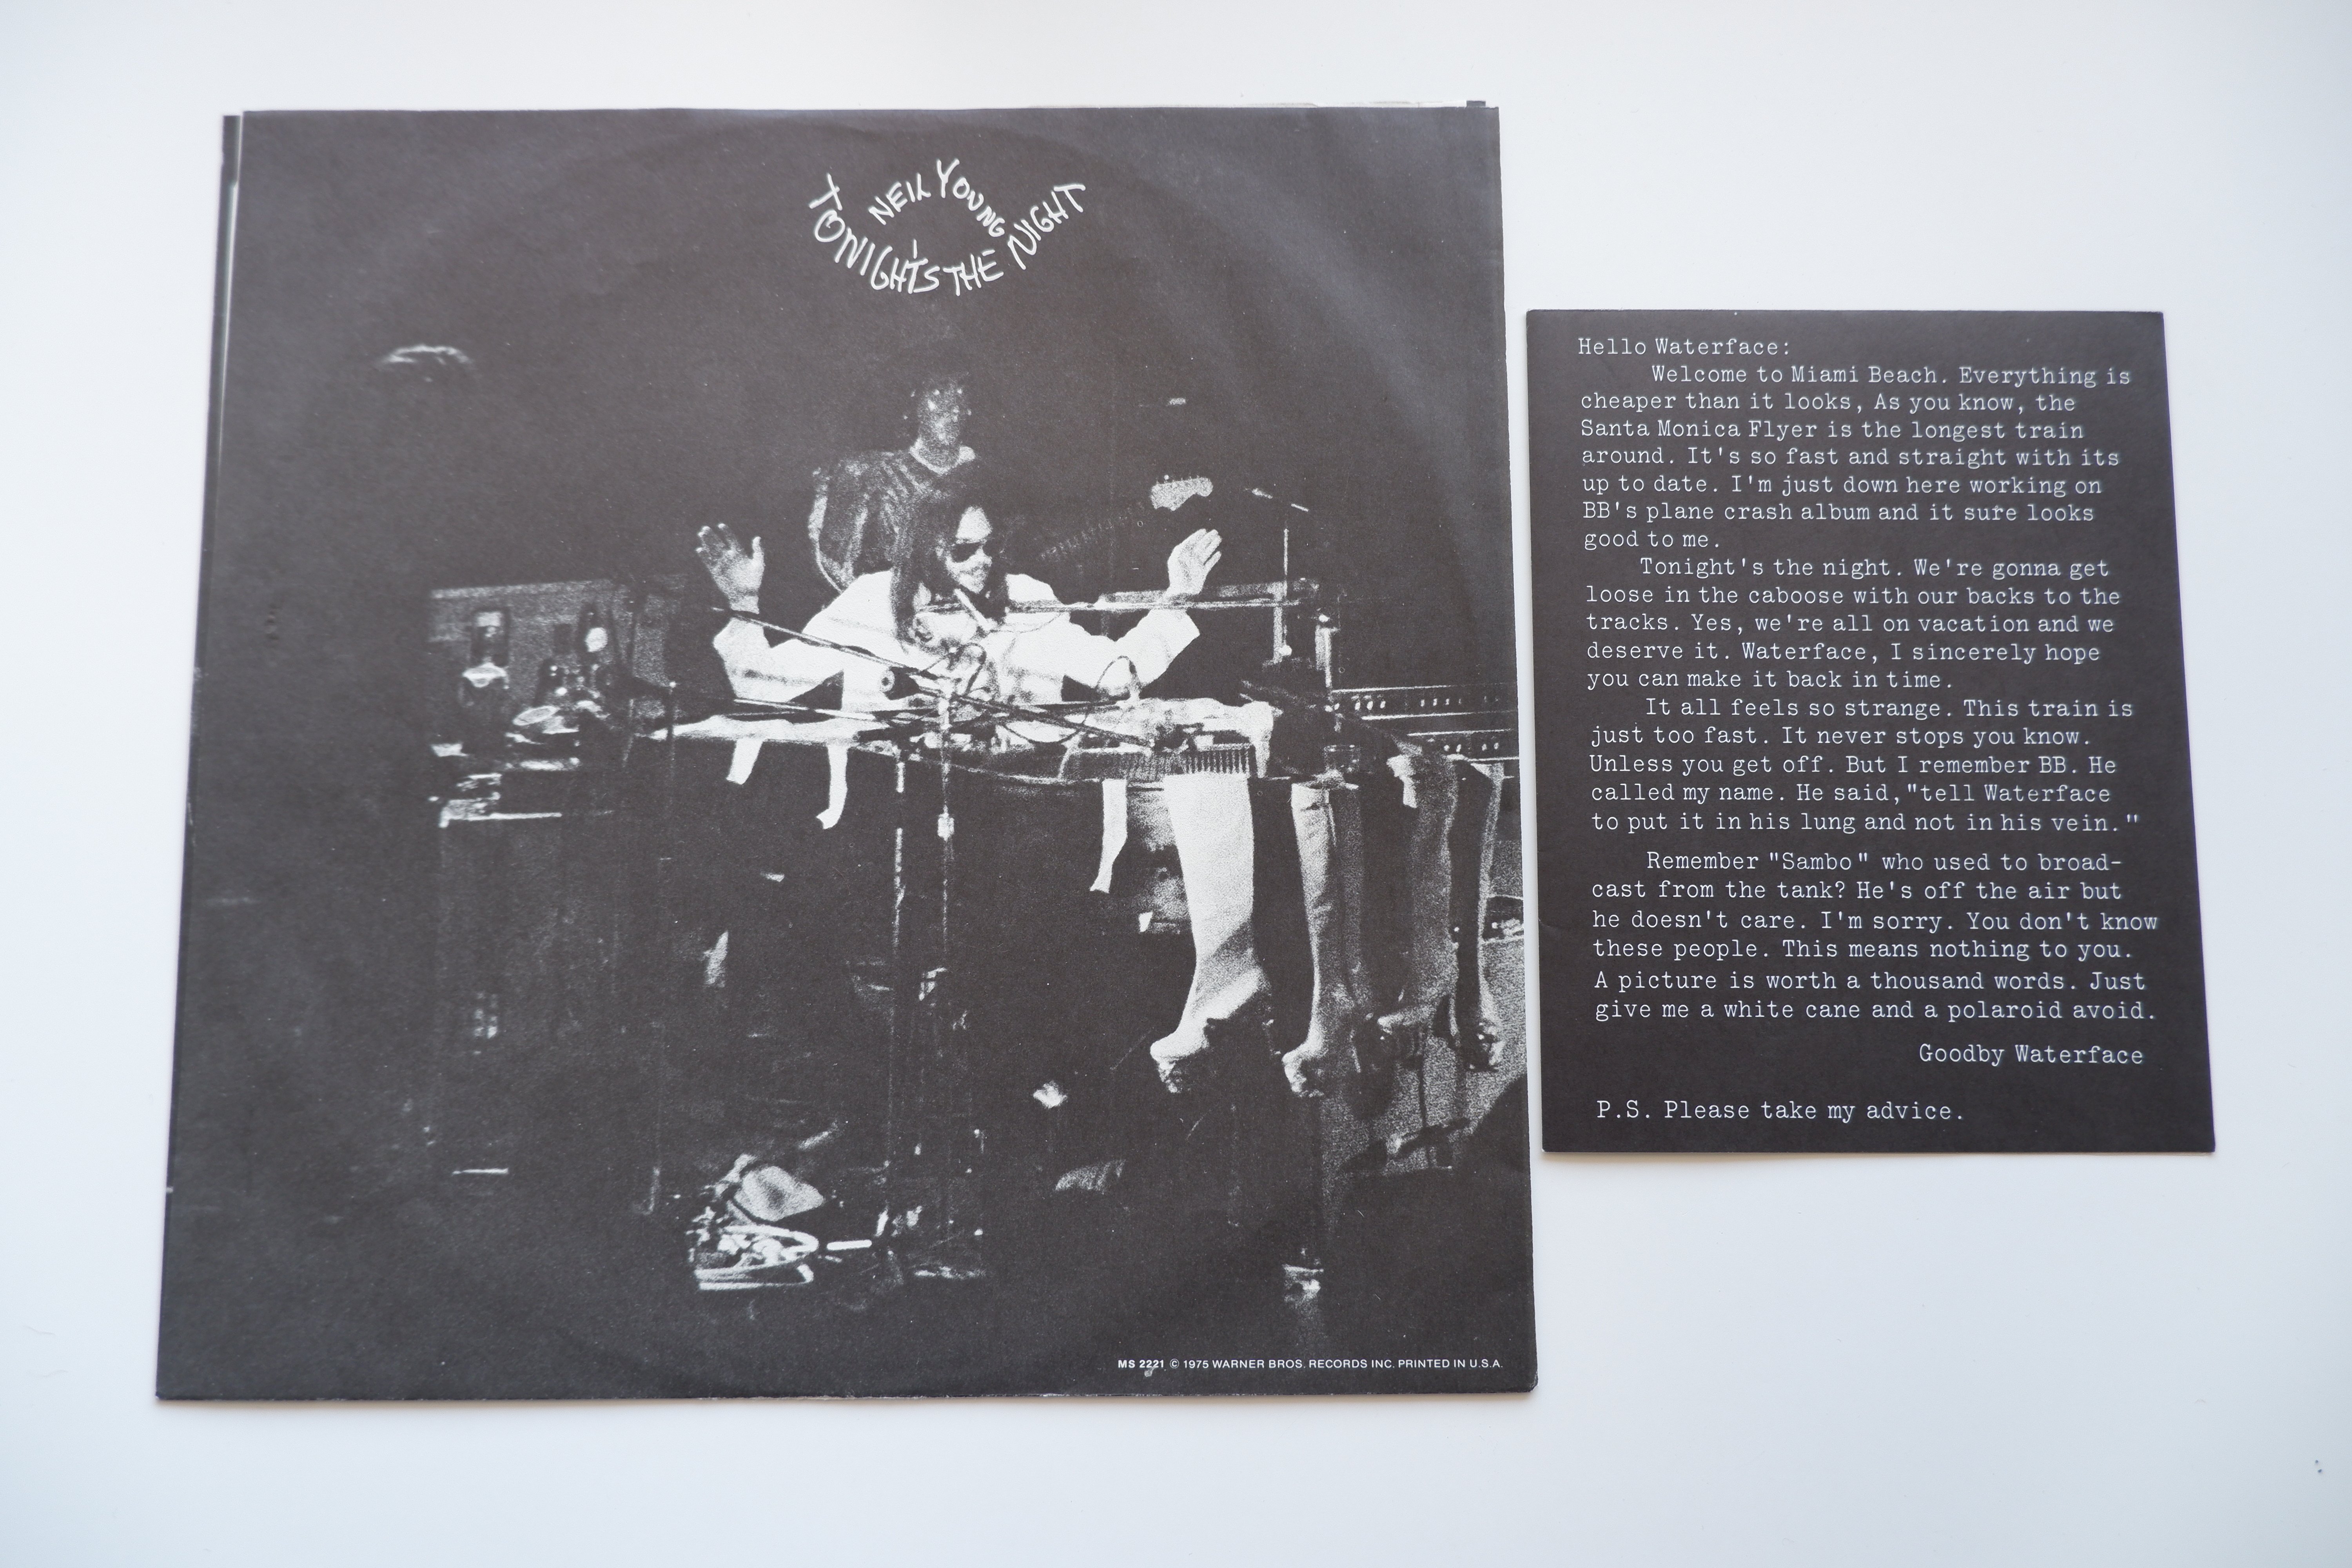 NEIL YOUNG
TONIGHT'S THE NIGHT
MS 2221 © 1975 WARNER BROS. RECORDS INC. PRINTED IN U.S.A.
Hello Waterface:
Welcome to Miami Beach. Everything is
cheaper than it looks, As you know, the
Santa Monica Flyer is the longest train
around. It's so fast and straight with its
up to date. I'm just down here working on
BB's plane crash album and it sure looks
good to me.
Tonight's the night. We're gonna get
loose in the caboose with our backs to the
tracks. Yes, we're all on vacation and we
deserve it. Waterface, I sincerely hope
you can make it back in time.
It all feels so strange. This train is
just too fast. It never stops you know.
Unless you get off. But I remember BB. He
called my name. He said,"tell Waterface
to put it in his lung and not in his vein."
Remember "Sambo" who used to broad-
cast from the tank? He's off the air but
he doesn't care. I'm sorry. You don't know
these people. This means nothing to you.
A picture is worth a thousand words. Just
give me a white cane and a polaroid avoid.
Goodby Waterface
P.S. Please take my advice.